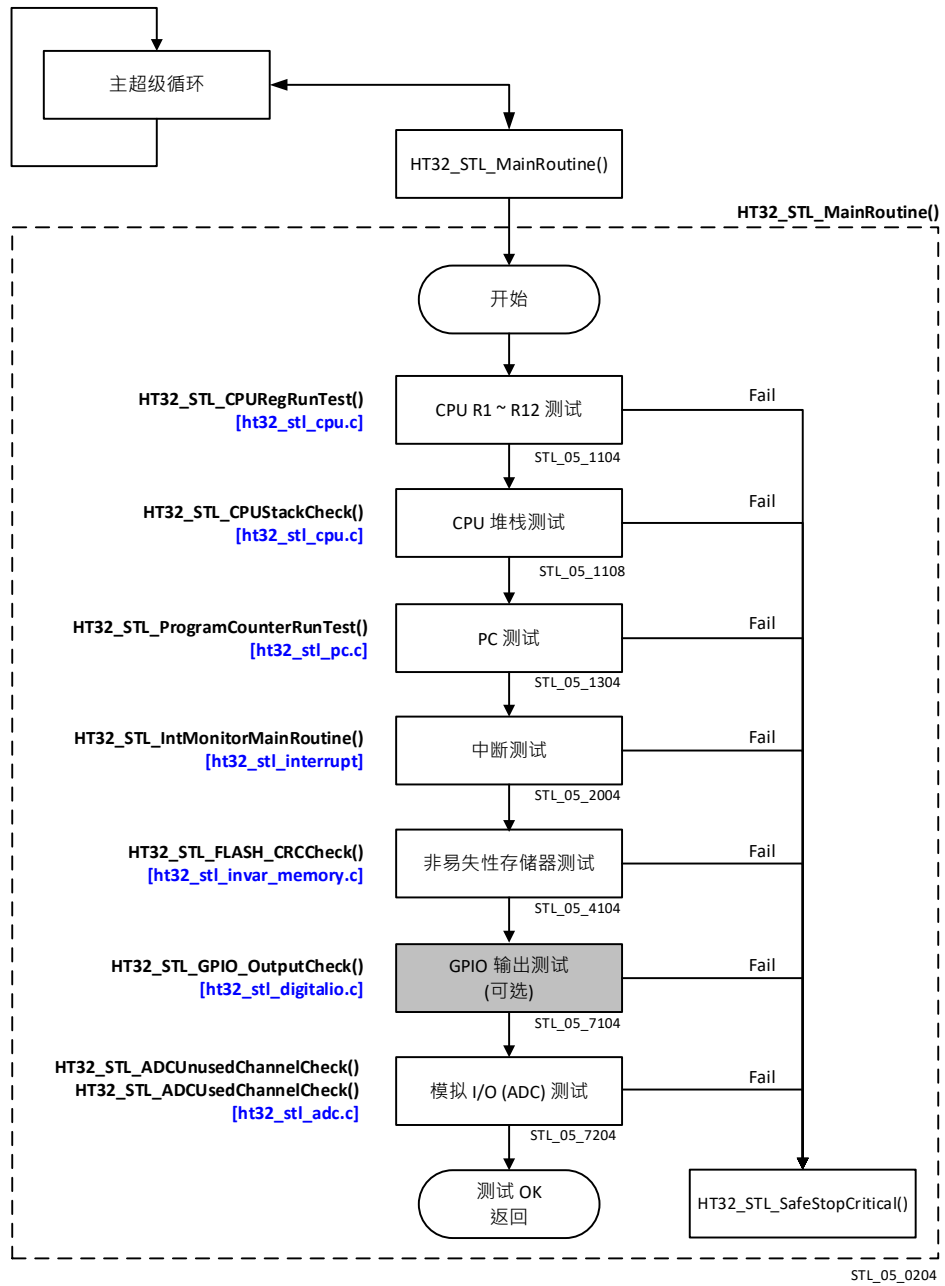 主超级循环
HT32_STL_MainRoutine()
HT32_STL_MainRoutine()
开始
HT32_STL_CPURegRunTest()
[ht32_stl_cpu.c]
CPU R1 ~ R12 测试
Fail
STL_05_1104
HT32_STL_CPUStackCheck()
[ht32_stl_cpu.c]
CPU 堆栈测试
Fail
STL_05_1108
HT32_STL_ProgramCounterRunTest()
[ht32_stl_pc.c]
PC 测试
Fail
STL_05_1304
HT32_STL_IntMonitorMainRoutine()
[ht32_stl_interrupt]
中断测试
Fail
STL_05_2004
HT32_STL_FLASH_CRCCheck()
[ht32_stl_invar_memory.c]
非易失性存储器测试
Fail
STL_05_4104
HT32_STL_GPIO_OutputCheck()
[ht32_stl_digitalio.c]
GPIO 输出测试
(可选)
Fail
STL_05_7104
HT32_STL_ADCUnusedChannelCheck()
HT32_STL_ADCUsedChannelCheck()
[ht32_stl_adc.c]
模拟 I/O (ADC) 测试
Fail
STL_05_7204
测试 OK
返回
HT32_STL_SafeStopCritical()
STL_05_0204